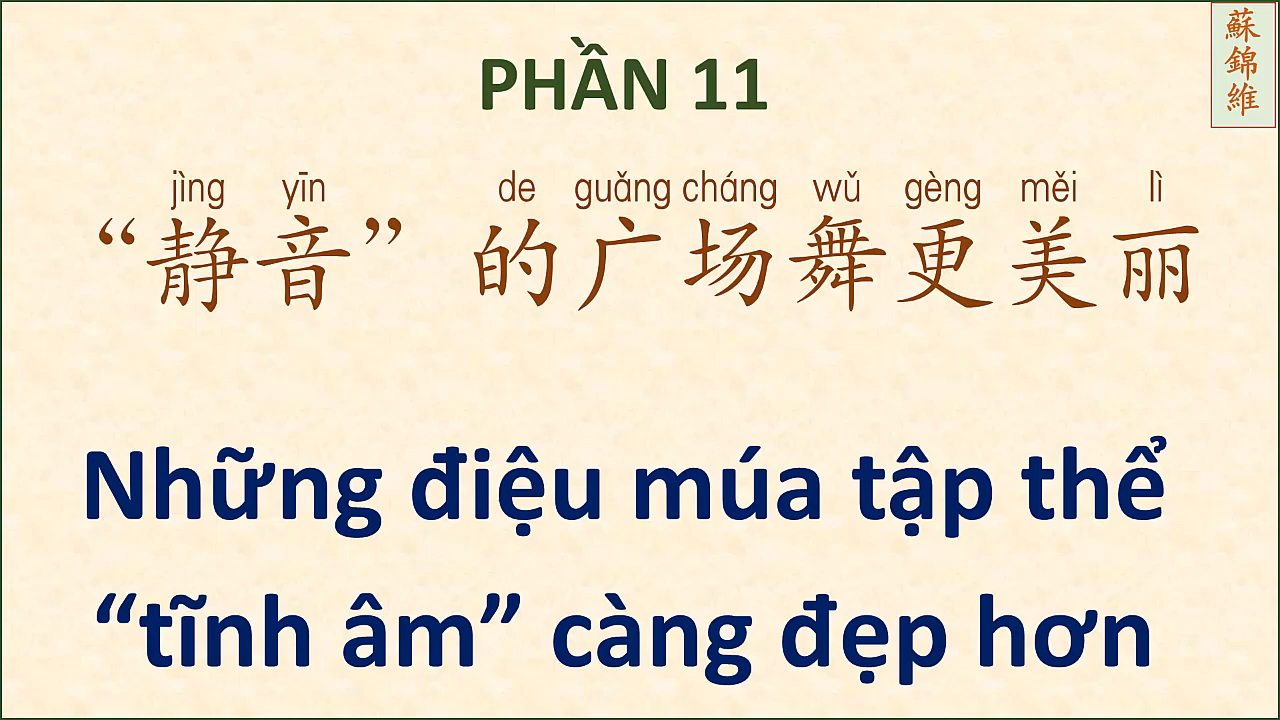 PHẦN 11
蘇錦維
jìng yīn de guǎng cháng wǔ gèng měi lì
“静音” 的广场舞更美丽
Những điệu múa tập thể
“tĩnh âm” càng đẹp hơn